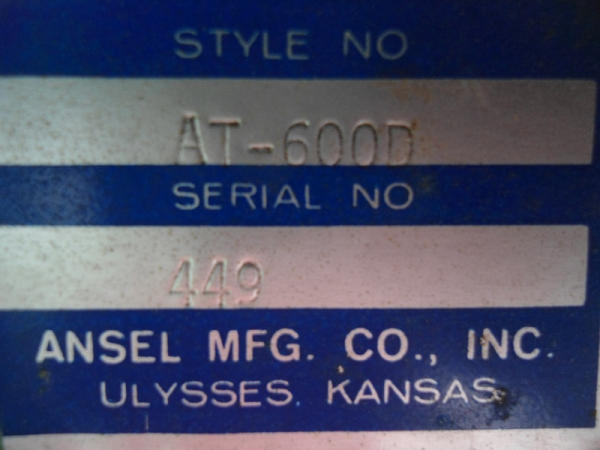 STYLE NO
AT-600D
SERIAL NO
449
ANSEL MFG. CO., INC.
ULYSSES, KANSAS